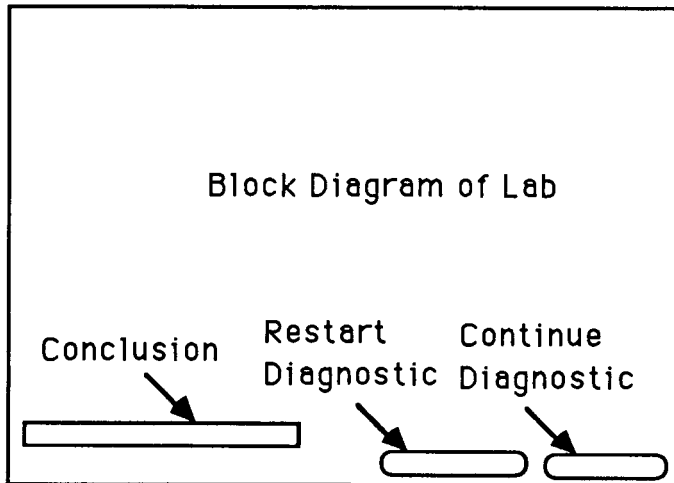 Block Diagram of Lab
Conclusion
Restart
Diagnostic
Continue
Diagnostic